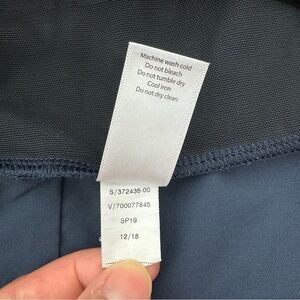 Machine wash cold
Do not bleach
Do not tumble dry
Cool iron
Do not dry clean
S/372436-00
V/700077845
SP19
12/18